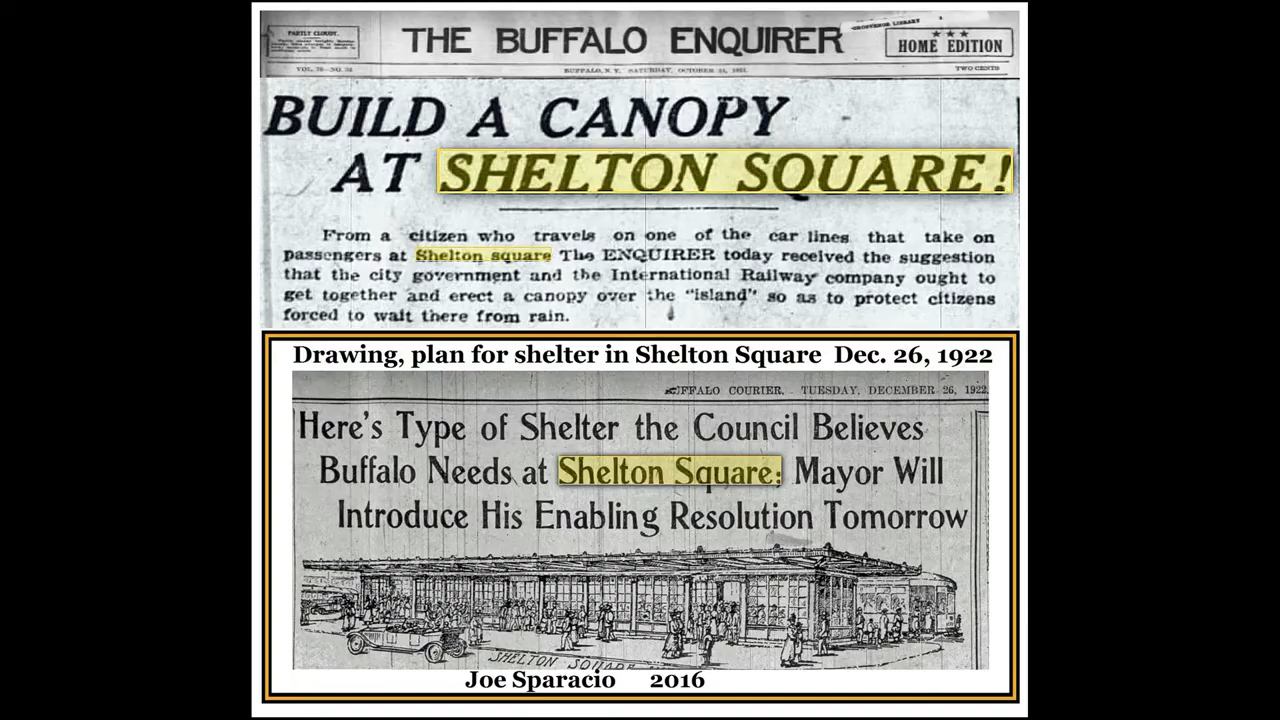 PARTLY CLOUDY.
THE BUFFALO ENQUIRER
GROSVENOR LIBRARY
HOME EDITION
BUFFALO, N. Y., SATURDAY, OCTOBER
TWO CENTS
BUILD A CANOPY
AT SHELTON SQUARE!
From a citizen who travels on one of the car lines that take on
passengers at Shelton square The ENQUIRER today received the suggestion
that the city government and the International Railway company ought to
get together and erect a canopy over the "island" so as to protect citizens
forced to wait there from rain.
Drawing, plan for shelter in Shelton Square Dec. 26, 1922
FFALO COURIER. TUESDAY, DECEMBER 26, 1922
Here's Type of Shelter the Council Believes
Buffalo Needs at Shelton Square; Mayor Will
Introduce His Enabling Resolution Tomorrow
SHELTON SQUARE
Joe Sparacio 2016